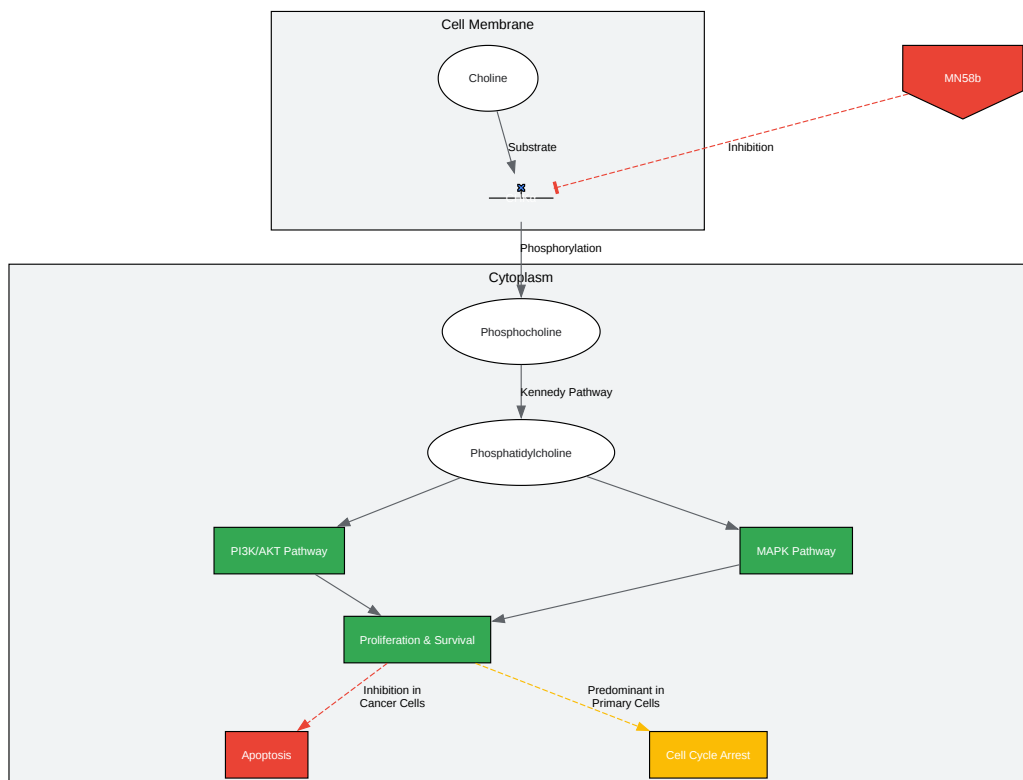 Cell Membrane
Choline
MN58b
Substrate
Inhibition
Phosphorylation
Cytoplasm
Phosphocholine
Kennedy Pathway
Phosphatidylcholine
PI3K/AKT Pathway
MAPK Pathway
Proliferation & Survival
Inhibition in
Cancer Cells
Predominant in
Primary Cells
Apoptosis
Cell Cycle Arrest